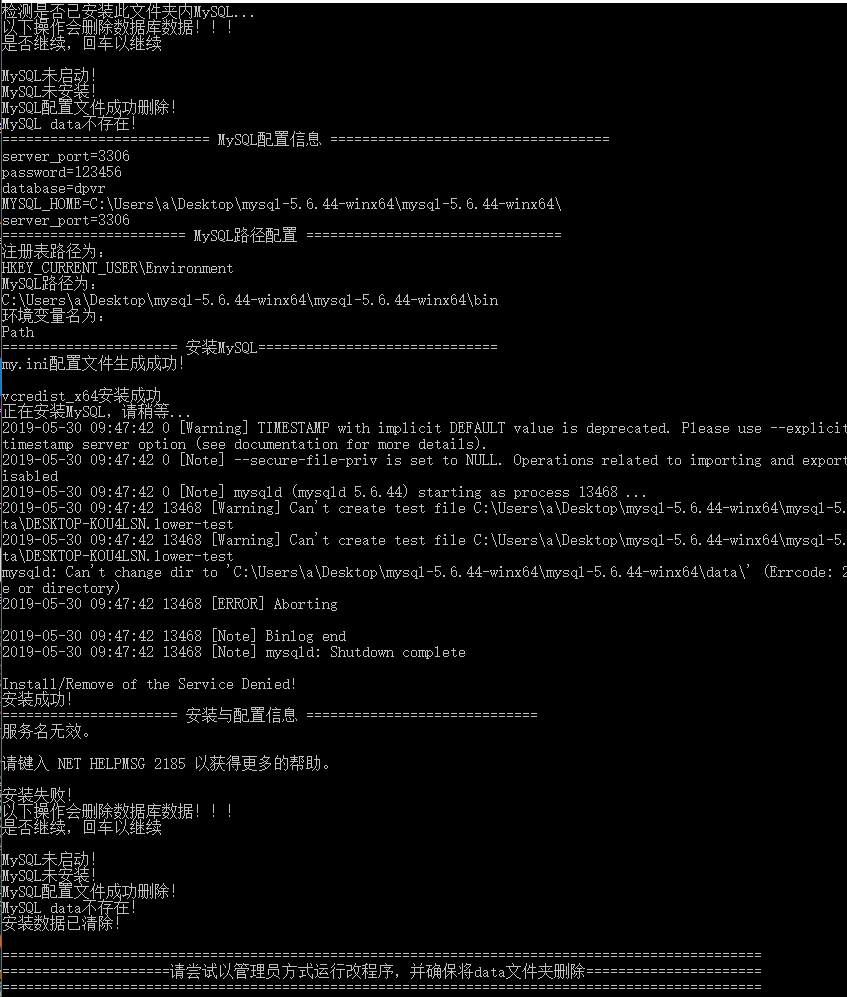 检测是否已安装此文件夹内MySQL...
以下操作会删除数据库数据！！！
是否继续，回车以继续
MySQL未启动！
MySQL未安装！
MySQL配置文件成功删除！
MySQL data不存在！
========================== MySQL配置信息 ===================================
server_port=3306
password=123456
database=dpvr
MYSQL_HOME=C:\Users\a\Desktop\mysql-5.6.44-winx64\mysql-5.6.44-winx64\
server_port=3306
======================= MySQL路径配置 ================================
注册表路径为：
HKEY_CURRENT_USER\Environment
MySQL路径为：
C:\Users\a\Desktop\mysql-5.6.44-winx64\mysql-5.6.44-winx64\bin
环境变量名为：
Path
====================== 安装MySQL==============================
my.ini配置文件生成成功！
vcredist_x64安装成功
正在安装MySQL，请稍等...
2019-05-30 09:47:42 0 [Warning] TIMESTAMP with implicit DEFAULT value is deprecated. Please use --explicit
timestamp server option (see documentation for more details).
2019-05-30 09:47:42 0 [Note] --secure-file-priv is set to NULL. Operations related to importing and export
isabled
2019-05-30 09:47:42 0 [Note] mysqld (mysqld 5.6.44) starting as process 13468 ...
2019-05-30 09:47:42 13468 [Warning] Can't create test file C:\Users\a\Desktop\mysql-5.6.44-winx64\mysql-5.
ta\DESKTOP-KOU4LSN.lower-test
2019-05-30 09:47:42 13468 [Warning] Can't create test file C:\Users\a\Desktop\mysql-5.6.44-winx64\mysql-5.
ta\DESKTOP-KOU4LSN.lower-test
mysqld: Can't change dir to 'C:\Users\a\Desktop\mysql-5.6.44-winx64\mysql-5.6.44-winx64\data\' (Errcode: 2
e or directory)
2019-05-30 09:47:42 13468 [ERROR] Aborting
2019-05-30 09:47:42 13468 [Note] Binlog end
2019-05-30 09:47:42 13468 [Note] mysqld: Shutdown complete
Install/Remove of the Service Denied!
安装成功！
====================== 安装与配置信息 =============================
服务名无效。
请键入 NET HELPMSG 2185 以获得更多的帮助。
安装失败！
以下操作会删除数据库数据！！！
是否继续，回车以继续
MySQL未启动！
MySQL未安装！
MySQL配置文件成功删除！
MySQL data不存在！
安装数据已清除！
===============================================================================================
=====================请尝试以管理员方式运行改程序，并确保将data文件夹删除======================
===============================================================================================